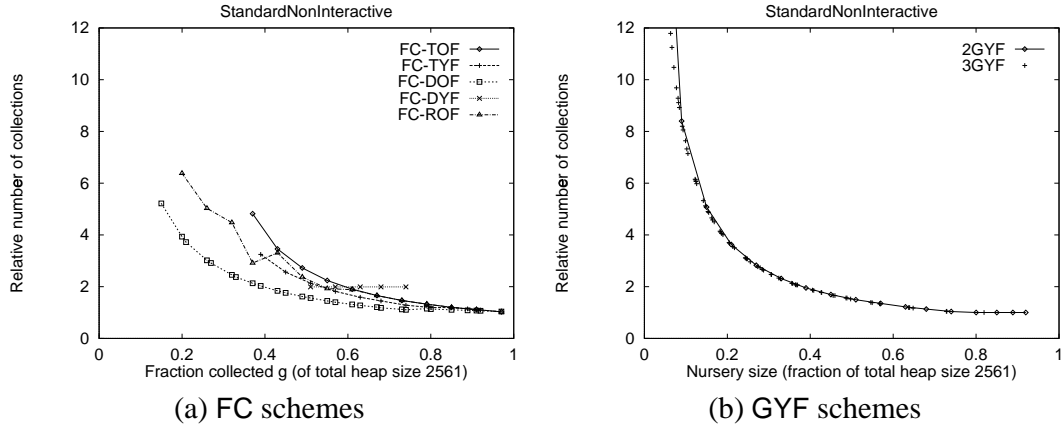 StandardNonInteractive
12
10
8
6
4
2
0
Relative number of collections
FC-TOF
FC-TYF
FC-DOF
FC-DYF
FC-ROF
0 0.2 0.4 0.6 0.8 1
Fraction collected g (of total heap size 2561)
(a) FC schemes
StandardNonInteractive
12
10
8
6
4
2
0
Relative number of collections
2GYF
3GYF
0 0.2 0.4 0.6 0.8 1
Nursery size (fraction of total heap size 2561)
(b) GYF schemes